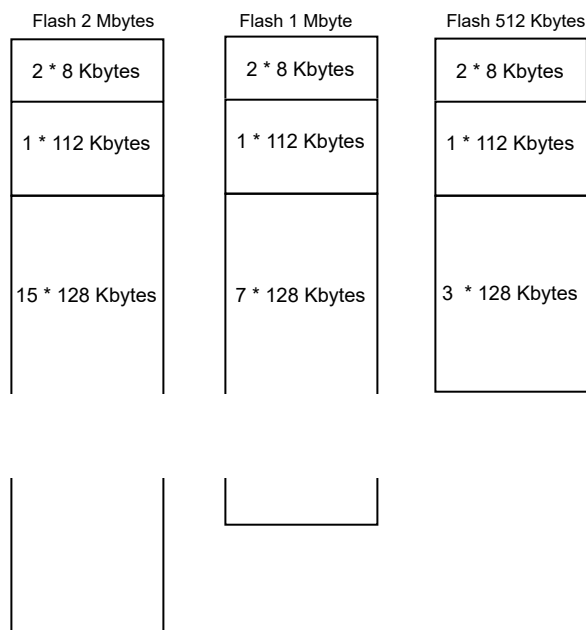 Flash 2 Mbytes
Flash 1 Mbyte
Flash 512 Kbytes
2 * 8 Kbytes
2 * 8 Kbytes
2 * 8 Kbytes
1 * 112 Kbytes
1 * 112 Kbytes
1 * 112 Kbytes
15 * 128 Kbytes
7 * 128 Kbytes
3 * 128 Kbytes